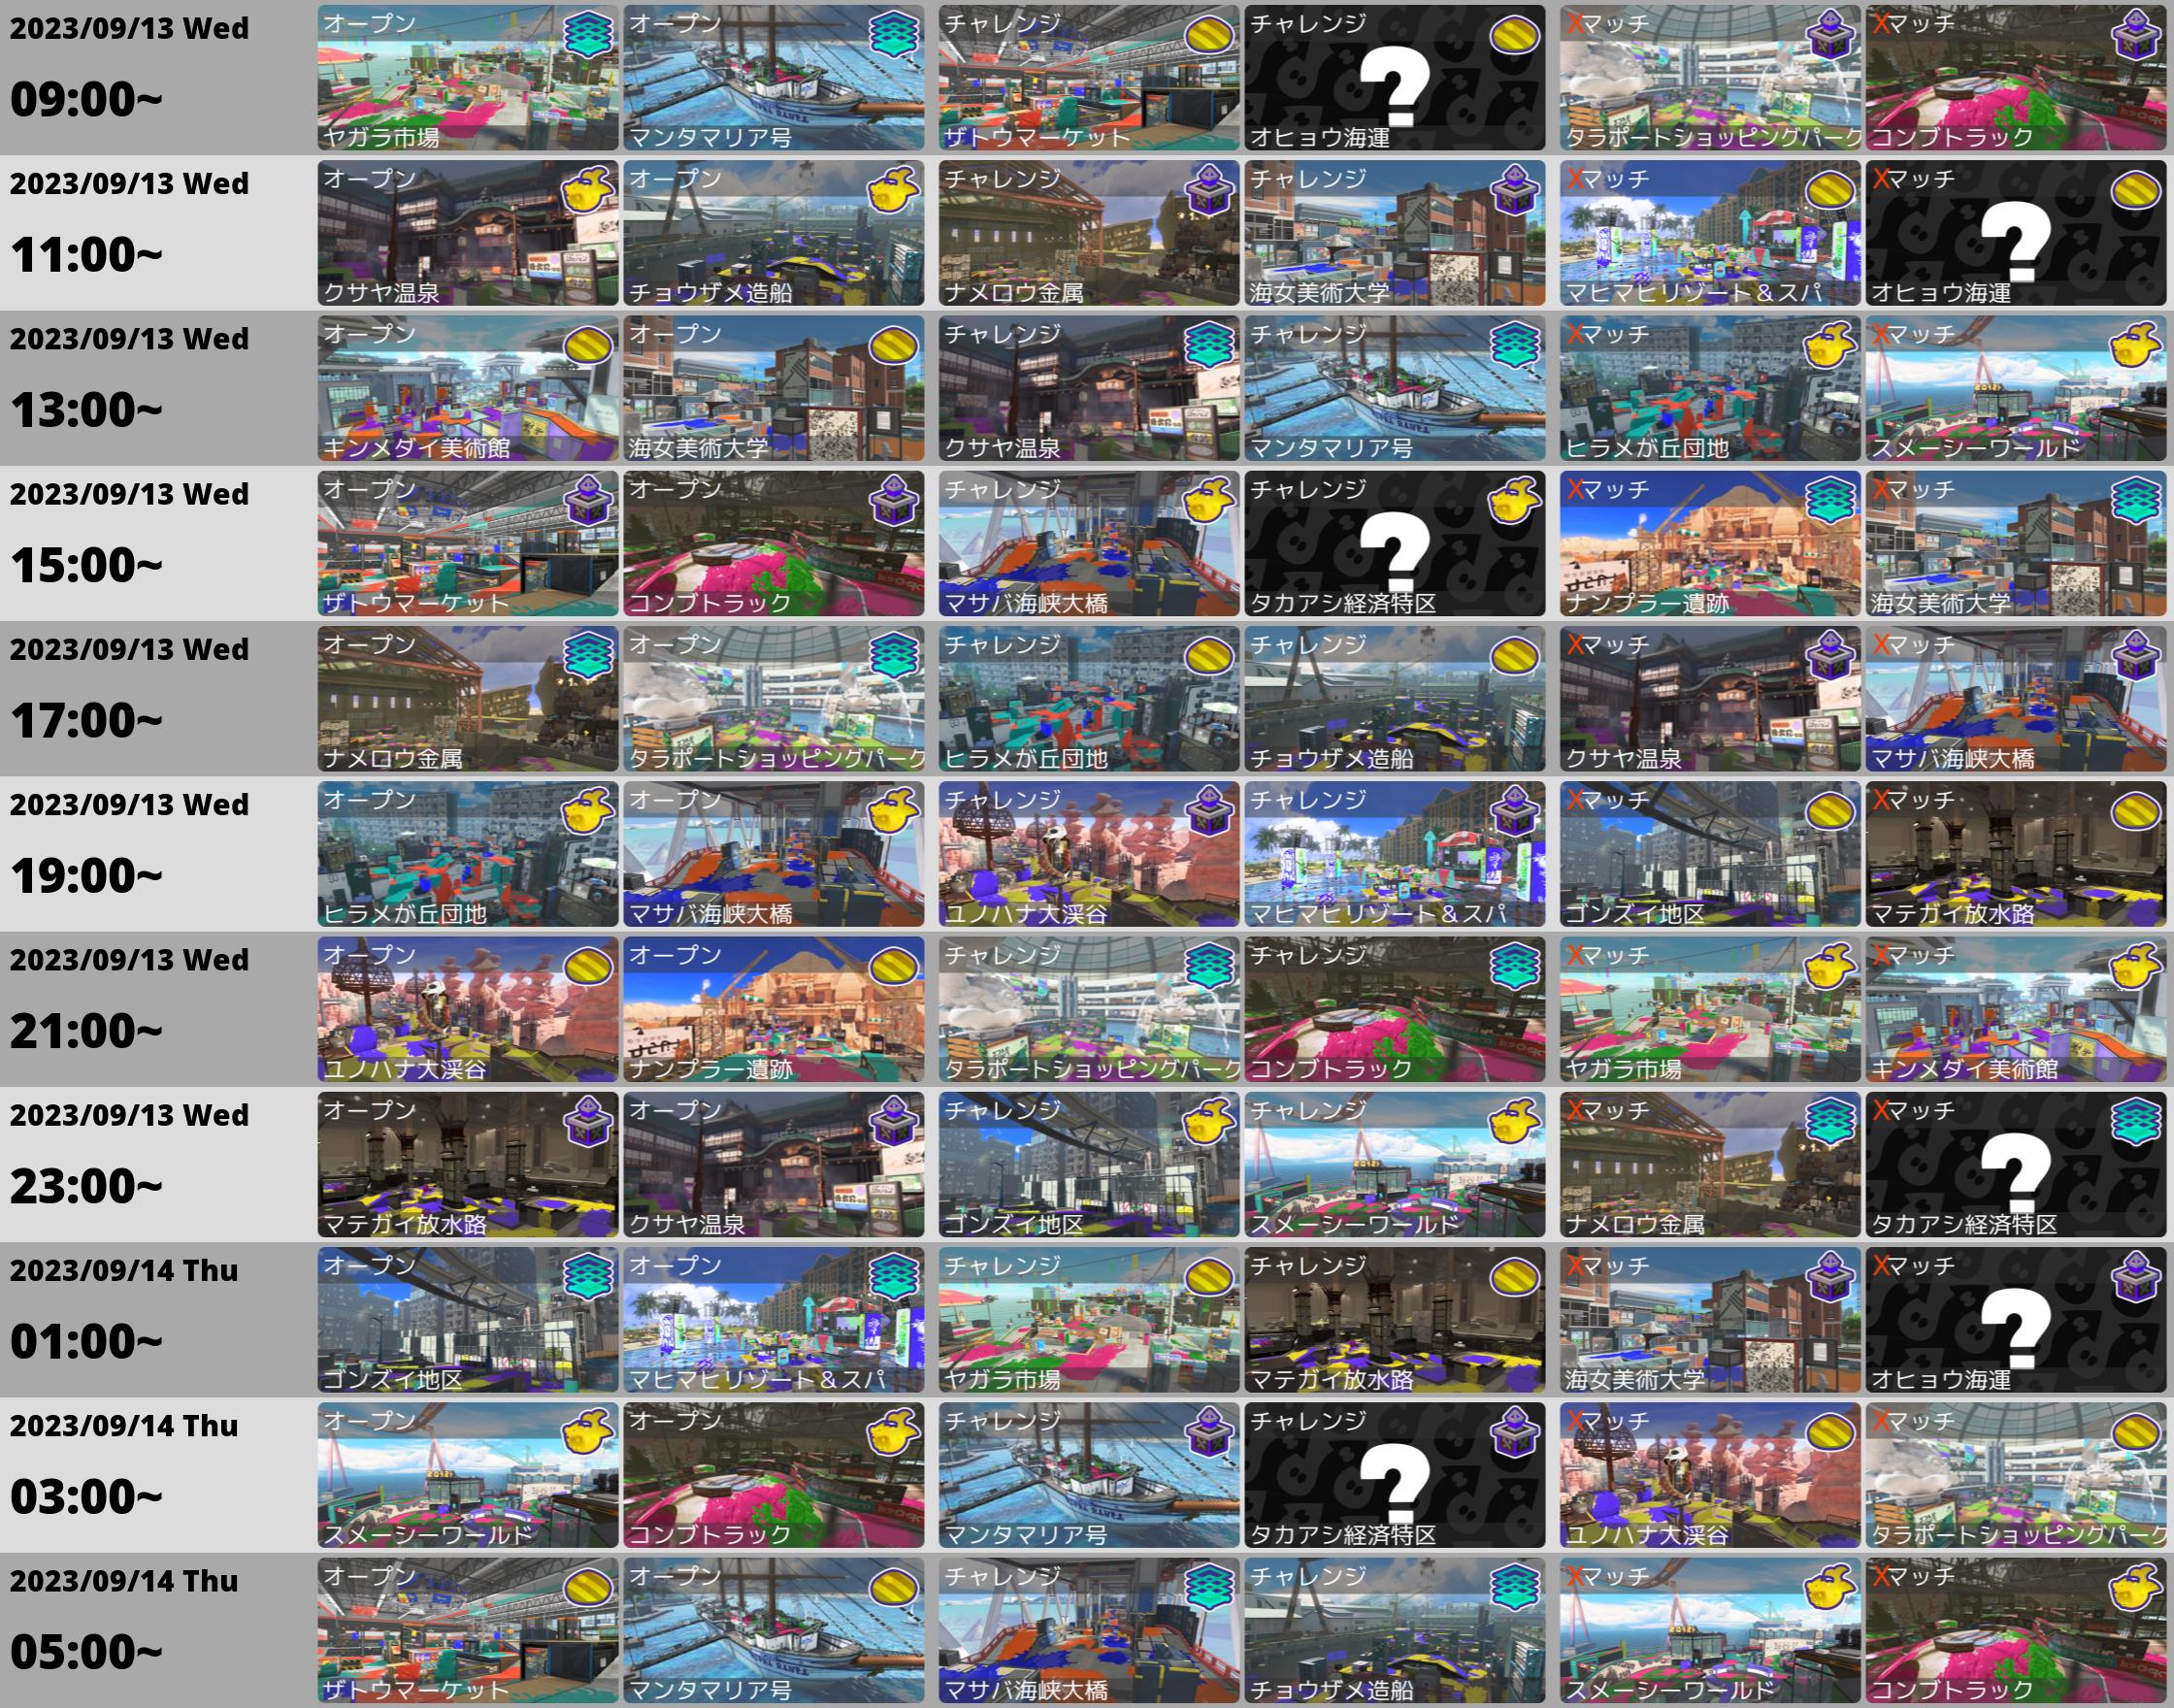 2023/09/13 Wed
09:00~
オープン
ヤガラ市場
オープン
マンタマリア号
チャレンジ
ザトウマーケット
チャレンジ
オヒョウ海運
Xマッチ
タラポートショッピングパーク
Xマッチ
コンブトラック
2023/09/13 Wed
11:00~
オープン
クサヤ温泉
オープン
チョウザメ造船
チャレンジ
ナメロウ金属
チャレンジ
海女美術大学
Xマッチ
マヒマヒリゾート&スパ
Xマッチ
オヒョウ海運
2023/09/13 Wed
13:00~
オープン
キンメダイ美術館
オープン
海女美術大学
チャレンジ
クサヤ温泉
チャレンジ
マンタマリア号
Xマッチ
ヒラメが丘団地
Xマッチ
スメーシーワールド
2023/09/13 Wed
15:00~
オープン
ザトウマーケット
オープン
コンブトラック
チャレンジ
マサバ海峡大橋
チャレンジ
タカアシ経済特区
Xマッチ
ナンプラー遺跡
Xマッチ
海女美術大学
2023/09/13 Wed
17:00~
オープン
ナメロウ金属
オープン
タラポートショッピングパーク
チャレンジ
ヒラメが丘団地
チャレンジ
チョウザメ造船
Xマッチ
クサヤ温泉
Xマッチ
マサバ海峡大橋
2023/09/13 Wed
19:00~
オープン
ヒラメが丘団地
オープン
マサバ海峡大橋
チャレンジ
ユノハナ大渓谷
チャレンジ
マヒマヒリゾート&スパ
Xマッチ
ゴンズイ地区
Xマッチ
マテガイ放水路
2023/09/13 Wed
21:00~
オープン
ユノハナ大渓谷
オープン
ナンプラー遺跡
チャレンジ
タラポートショッピングパーク
チャレンジ
コンブトラック
Xマッチ
ヤガラ市場
Xマッチ
キンメダイ美術館
2023/09/13 Wed
23:00~
オープン
マテガイ放水路
オープン
クサヤ温泉
チャレンジ
ゴンズイ地区
チャレンジ
スメーシーワールド
Xマッチ
ナメロウ金属
Xマッチ
タカアシ経済特区
2023/09/14 Thu
01:00~
オープン
ゴンズイ地区
オープン
マヒマヒリゾート&スパ
チャレンジ
ヤガラ市場
チャレンジ
マテガイ放水路
Xマッチ
海女美術大学
Xマッチ
オヒョウ海運
2023/09/14 Thu
03:00~
オープン
スメーシーワールド
オープン
コンブトラック
チャレンジ
マンタマリア号
チャレンジ
タカアシ経済特区
Xマッチ
ユノハナ大渓谷
Xマッチ
タラポートショッピングパーク
2023/09/14 Thu
05:00~
オープン
ザトウマーケット
オープン
マンタマリア号
チャレンジ
マサバ海峡大橋
チャレンジ
チョウザメ造船
Xマッチ
スメーシーワールド
Xマッチ
コンブトラック